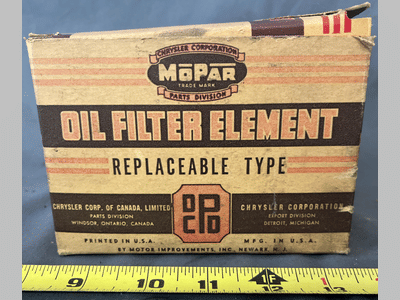 CHRYSLER CORPORATION
MOPAR
TRADE MARK
PARTS DIVISION
OIL FILTER ELEMENT
REPLACEABLE TYPE
CHRYSLER CORP. OF CANADA, LIMITED
PARTS DIVISION
WINDSOR, ONTARIO, CANADA
CHRYSLER CORPORATION
EXPORT DIVISION
DETROIT, MICHIGAN
PRINTED IN U.S.A.
MFG. IN U.S.A.
BY MOTOR IMPROVEMENTS, INC., NEWARK, N. J.
9 10 11 1F 13
12